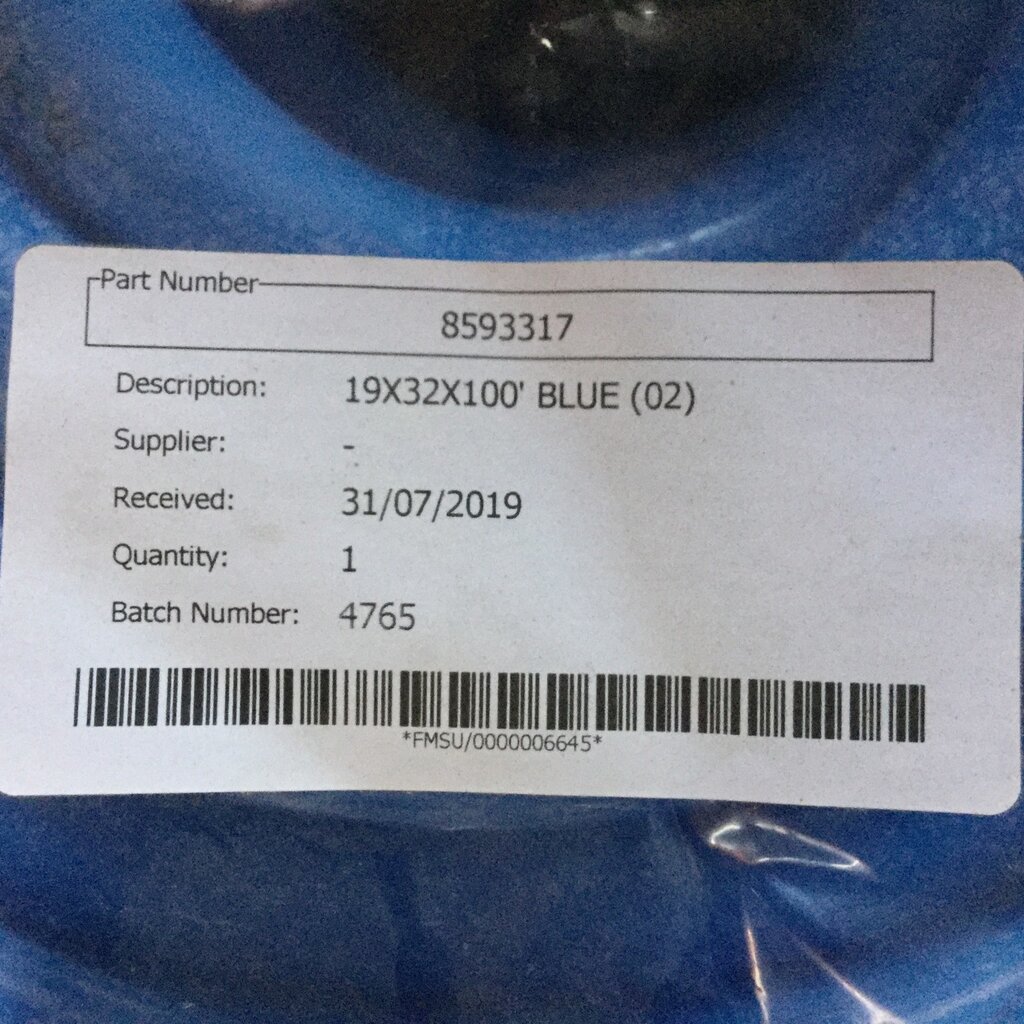 Part Number
8593317
Description: 19X32X100' BLUE (02)
Supplier: -
Received: 31/07/2019
Quantity: 1
Batch Number: 4765
*FMSU/0000006645*